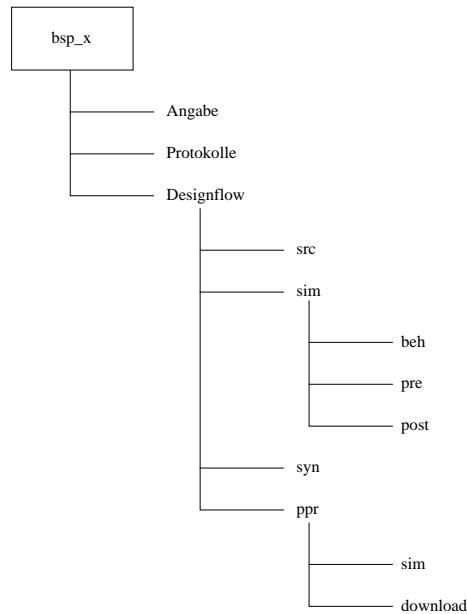 bsp_x
Angabe
Protokolle
Designflow
src
sim
beh
pre
post
syn
ppr
sim
download